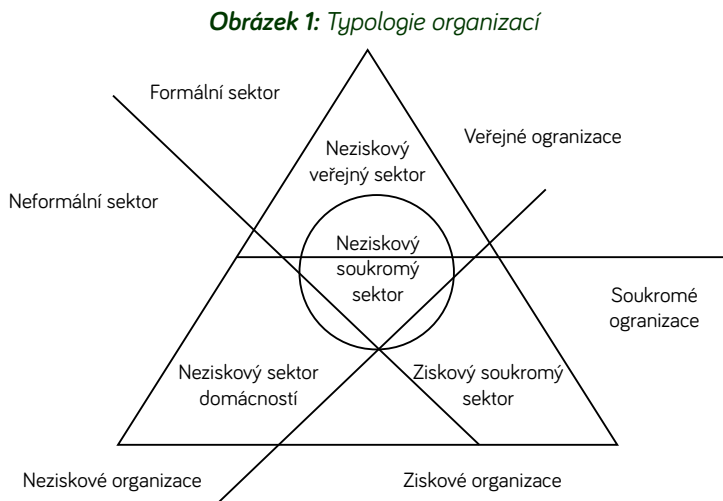 Obrázek 1: Typologie organizací
Formální sektor
Veřejné ogranizace
Neziskový
veřejný sektor
Neformální sektor
Neziskový
soukromý
sektor
Soukromé
ogranizace
Neziskový sektor
domácností
Ziskový soukromý
sektor
Neziskové organizace
Ziskové organizace